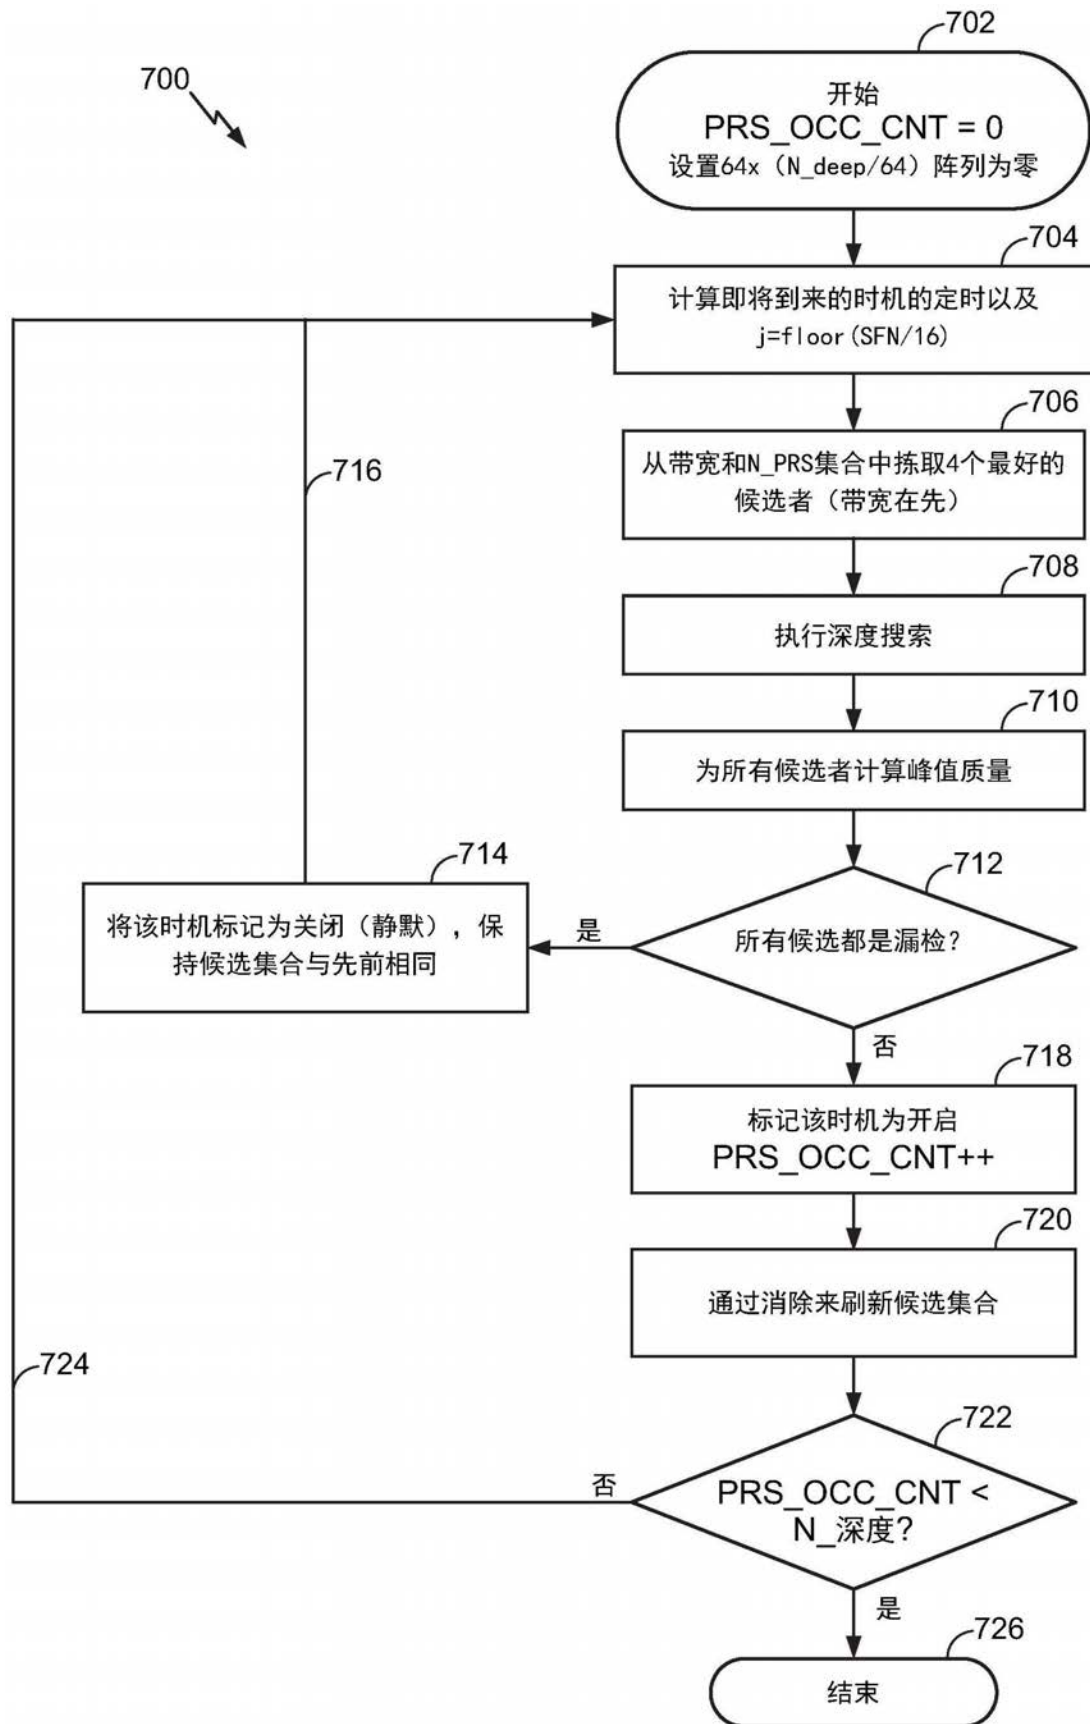 700
702
开始
PRS_OCC_CNT = 0
设置64x（N_deep/64）阵列为零
704
计算即将到来的时机的定时以及
j=floor(SFN/16)
706
从带宽和N_PRS集合中拣取4个最好的
候选者（带宽在先）
716
708
执行深度搜索
710
为所有候选者计算峰值质量
712
所有候选都是漏检？
是
714
将该时机标记为关闭（静默），保
持候选集合与先前相同
否
718
标记该时机为开启
PRS_OCC_CNT++
720
通过消除来刷新候选集合
724
722
PRS_OCC_CNT <
N_深度？
否
是
726
结束